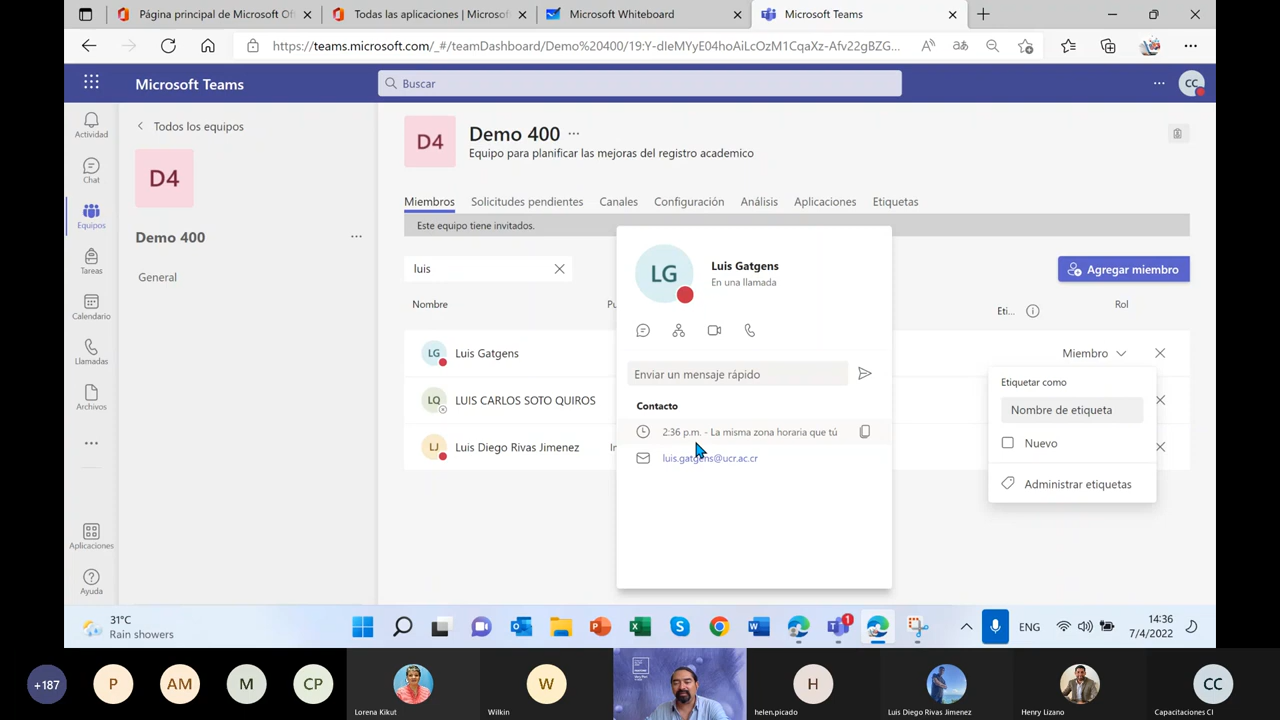 Página principal de Microsoft Of
Todas las aplicaciones | Microsof
Microsoft Whiteboard
Microsoft Teams
https://teams.microsoft.com/_#/teamDashboard/Demo%20400/19:Y-dIeMYyE04hoAiLcOzM1CqaXz-Afv22gBZG...
Microsoft Teams
Buscar
CC
Actividad
Chat
Equipos
Tareas
Calendario
Llamadas
Archivos
Aplicaciones
Ayuda
Todos los equipos
D4
Demo 400
General
D4
Demo 400
Equipo para planificar las mejoras del registro academico
Miembros
Solicitudes pendientes
Canales
Configuración
Análisis
Aplicaciones
Etiquetas
Este equipo tiene invitados.
luis
Agregar miembro
Nombre
Pu
Eti...
Rol
LG
Luis Gatgens
Miembro
LQ
LUIS CARLOS SOTO QUIROS
LJ
Luis Diego Rivas Jimenez
In
LG
Luis Gatgens
En una llamada
Enviar un mensaje rápido
Contacto
2:36 p.m. - La misma zona horaria que tú
luis.gatgens@ucr.ac.cr
Etiquetar como
Nombre de etiqueta
Nuevo
Administrar etiquetas
31°C
Rain showers
1
ENG
14:36
7/4/2022
+187
P
AM
M
CP
Lorena Kikut
W
Wilkin
H
helen.picado
Luis Diego Rivas Jimenez
Henry Lizano
CC
Capacitaciones CI